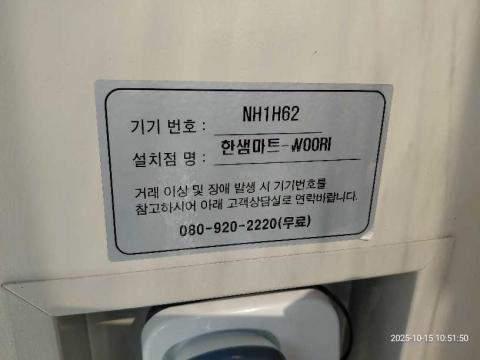 기기 번호 : NH1H62
설치점 명 : 한샘마트-WOORI
거래 이상 및 장애 발생 시 기기번호를
참고하시어 아래 고객상담실로 연락바랍니다.
080-920-2220(무료)
2025-10-15 10:51:50